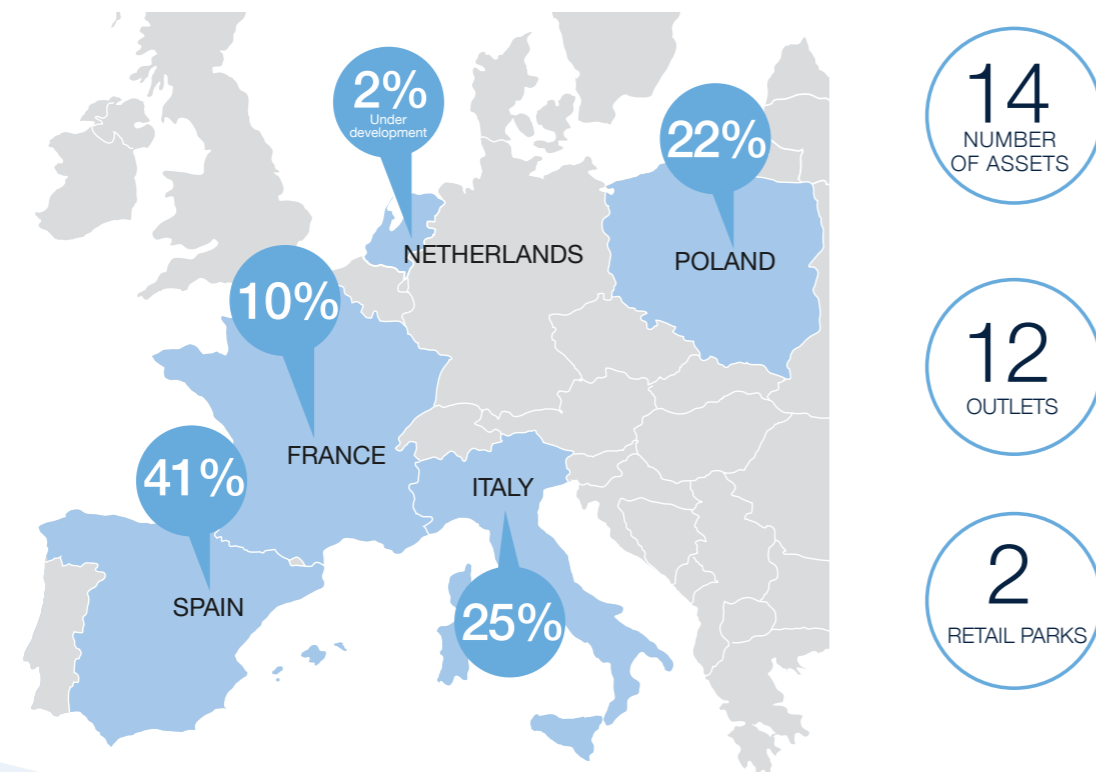 2%
Under
development
22%
NETHERLANDS
POLAND
10%
FRANCE
41%
ITALY
SPAIN
25%
14
NUMBER
OF ASSETS
12
OUTLETS
2
RETAIL PARKS